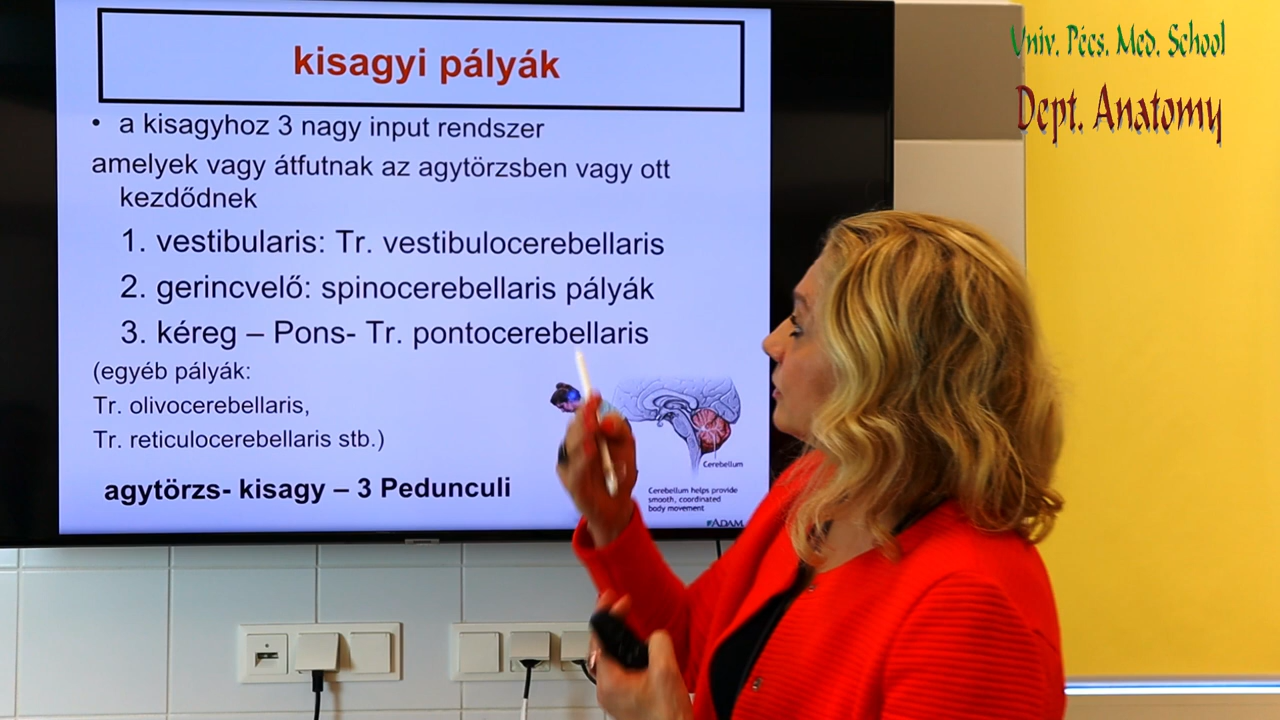 kisagyi pályák
• a kisagyhoz 3 nagy input rendszer
amelyek vagy átfutnak az agytörzsben vagy ott
kezdődnek
1. vestibularis: Tr. vestibulocerebellaris
2. gerincvelő: spinocerebellaris pályák
3. kéreg – Pons- Tr. pontocerebellaris
(egyéb pályák:
Tr. olivocerebellaris,
Tr. reticulocerebellaris stb.)
agytörzs- kisagy – 3 Pedunculi
Cerebellum
Cerebellum helps provide
smooth, coordinated
body movement
ADAM
Univ. Pécs. Med. School
Dept. Anatomy